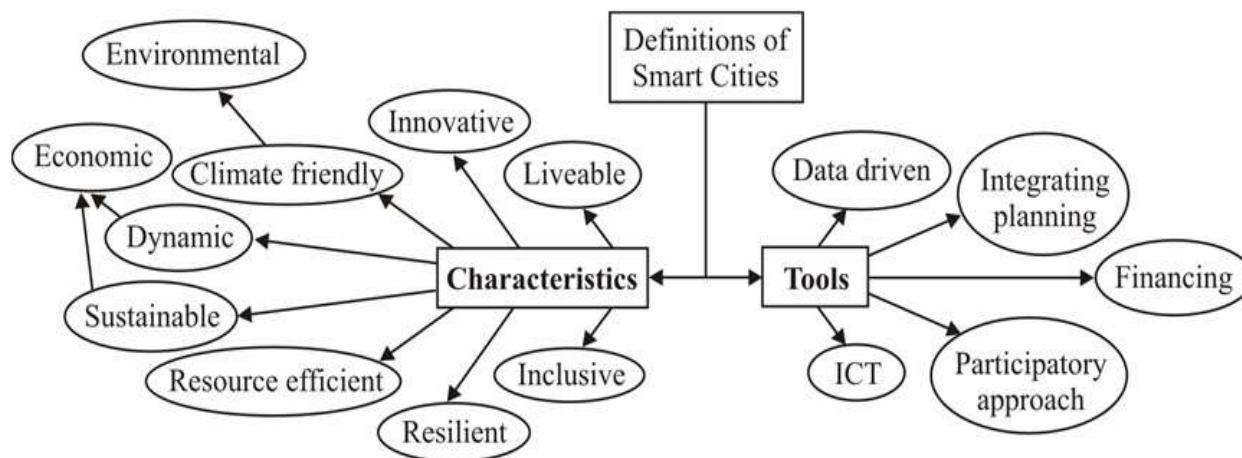 Definitions of
Smart Cities
Environmental
Innovative
Economic
Climate friendly
Liveable
Data driven
Integrating
planning
Dynamic
Characteristics
Tools
Financing
Sustainable
Resource efficient
Inclusive
ICT
Participatory
approach
Resilient